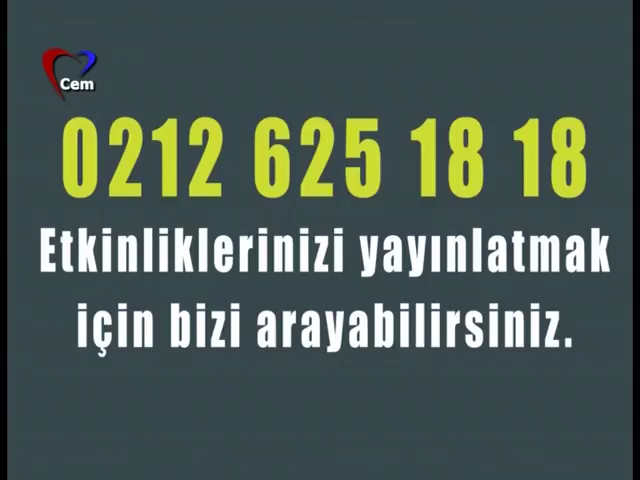 Cem
0212 625 18 18
Etkinliklerinizi yayınlatmak
için bizi arayabilirsiniz.